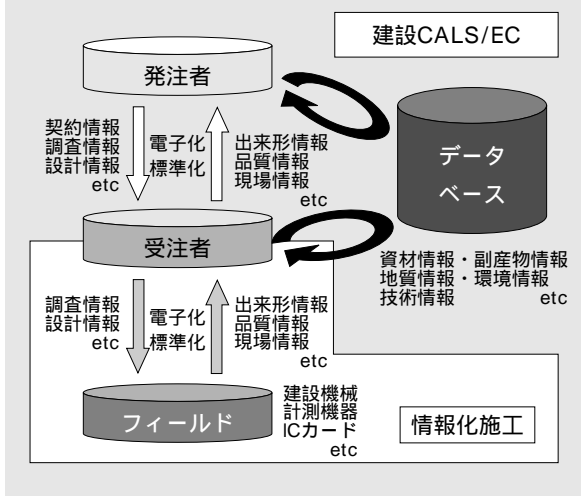 建設CALS/EC
発注者
契約情報
調査情報
設計情報
etc
電子化
標準化
出来形情報
品質情報
現場情報
etc
データ
ベース
受注者
資材情報・副産物情報
地質情報・環境情報
技術情報 etc
調査情報
設計情報
etc
電子化
標準化
出来形情報
品質情報
現場情報
etc
フィールド
建設機械
計測機器
ICカード
etc
情報化施工